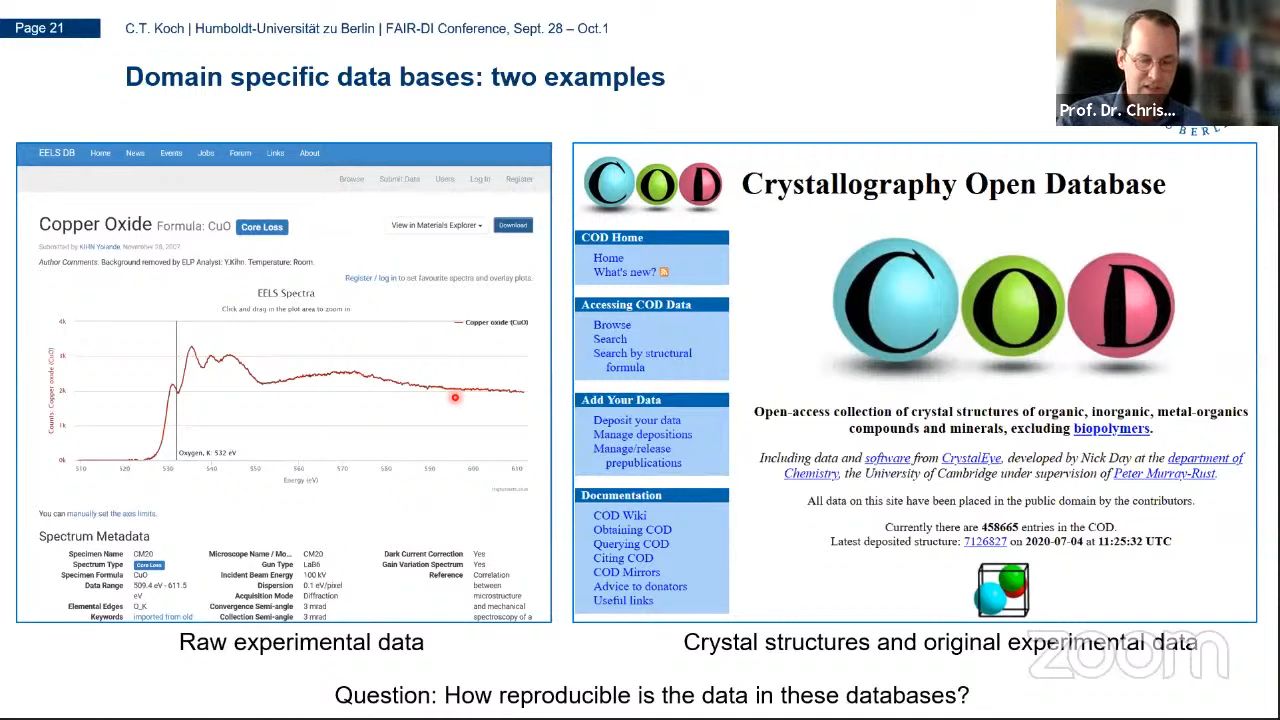 Page 21
C.T. Koch | Humboldt-Universität zu Berlin | FAIR-DI Conference, Sept. 28 – Oct.1
Domain specific data bases: two examples
Prof. Dr. Chris...
EELS DB Home News Events Jobs Forum Links About
Browse Submit Data Users Log In Register
Copper Oxide Formula: CuO Core Loss
View in Materials Explorer Download
Submitted by KIHN Yolande, November 28, 2007
Author Comments: Background removed by ELP Analyst: Y.Kihn. Temperature: Room.
Register / log in to set favourite spectra and overlay plots.
EELS Spectra
Click and drag in the plot area to zoom in
Copper oxide (CuO)
4k
3k
2k
1k
0k
Counts: Copper oxide (CuO)
Oxygen, K: 532 eV
510 520 530 540 550 560 570 580 590 600 610
Energy (eV)
You can manually set the axis limits.
Spectrum Metadata
Specimen Name CM20
Spectrum Type Core Loss
Specimen Formula CuO
Data Range 509.4 eV - 611.5
eV
Elemental Edges O_K
Keywords imported from old
Microscope Name / Mo... CM20
Gun Type LaB6
Incident Beam Energy 100 kV
Dispersion 0.1 eV/pixel
Acquisition Mode Diffraction
Convergence Semi-angle 3 mrad
Collection Semi-angle 3 mrad
Dark Current Correction Yes
Gain Variation Spectrum Yes
Reference Correlation
between
microstructure
and mechanical
spectroscopy of a
Raw experimental data
COD
Crystallography Open Database
COD Home
Home
What's new?
Accessing COD Data
Browse
Search
Search by structural
formula
Add Your Data
Deposit your data
Manage depositions
Manage/release
prepublications
Documentation
COD Wiki
Obtaining COD
Querying COD
Citing COD
COD Mirrors
Advice to donators
Useful links
COD
Open-access collection of crystal structures of organic, inorganic, metal-organics
compounds and minerals, excluding biopolymers.
Including data and software from CrystalEye, developed by Nick Day at the department of
Chemistry, the University of Cambridge under supervision of Peter Murray-Rust.
All data on this site have been placed in the public domain by the contributors.
Currently there are 458665 entries in the COD.
Latest deposited structure: 7126827 on 2020-07-04 at 11:25:32 UTC
Crystal structures and original experimental data
zoom
Question: How reproducible is the data in these databases?